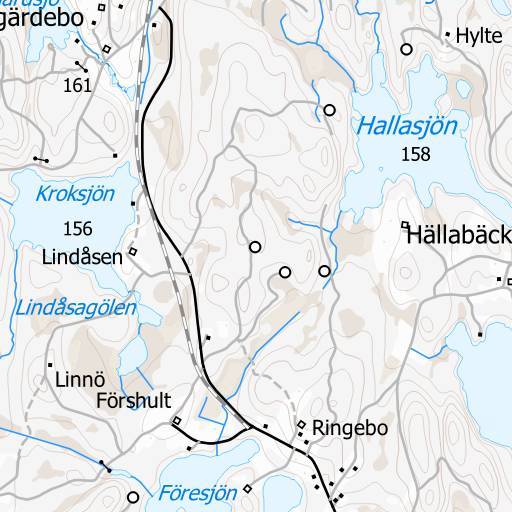 gärdebo
Hylte
161
Hallasjön
158
Kroksjön
156
Hällabäck
Lindåsen
Lindåsagölen
Linnö
Förshult
Ringebo
Föresjön